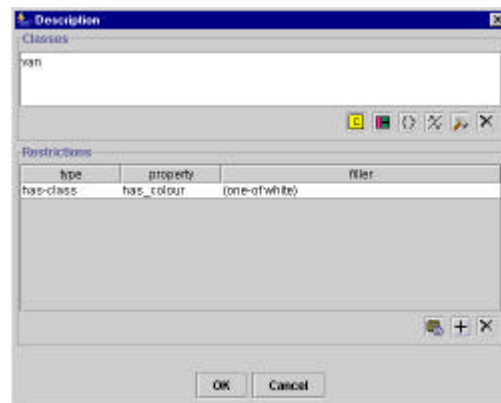 Description
Classes
van
Restrictions
type property filler
has-class has_colour (one-of white)
OK Cancel